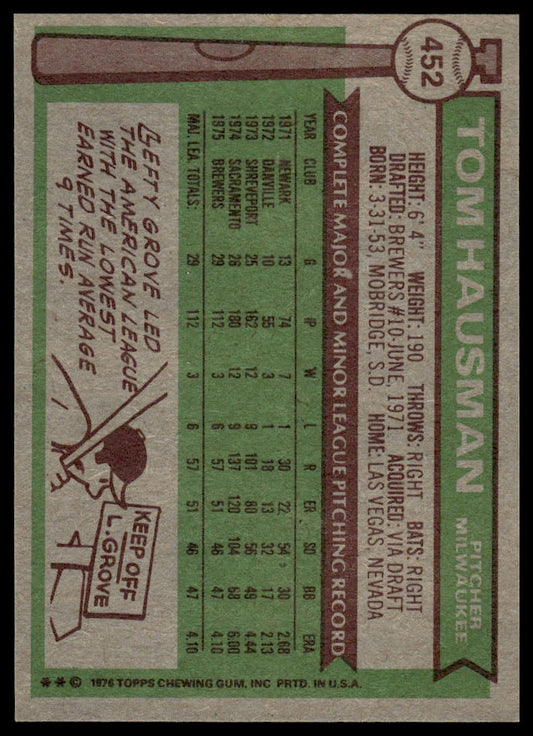 452
TOM HAUSMAN
PITCHER
MILWAUKEE
HEIGHT: 6'4" WEIGHT: 190 THROWS: RIGHT BATS: RIGHT
DRAFTED: BREWERS #10-JUNE, 1971 ACQUIRED: VIA DRAFT
BORN: 3-31-53, MOBRIDGE, S.D HOME: LAS VEGAS, NEVADA
COMPLETE MAJOR AND MINOR LEAGUE PITCHING RECORD
YEAR CLUB G IP W L R ER SO BB ERA
1971 NEWARK 13 74 7 1 30 22 54 30 2.68
1972 DANVILLE 10 55 3 1 18 13 32 17 2.13
1973 SHREVEPORT 25 162 12 9 101 80 56 49 4.44
1974 SACRAMENTO 26 180 12 9 137 120 104 68 6.00
1975 BREWERS 29 112 3 6 57 51 46 47 4.10
MAJ. LEA. TOTALS: 29 112 3 6 57 51 46 47 4.10
LEFTY GROVE LED
THE AMERICAN LEAGUE
WITH THE LOWEST
EARNED RUN AVERAGE
9 TIMES.
KEEP OFF
L. GROVE
**© 1976 TOPPS CHEWING GUM, INC PRTD. IN U.S.A.